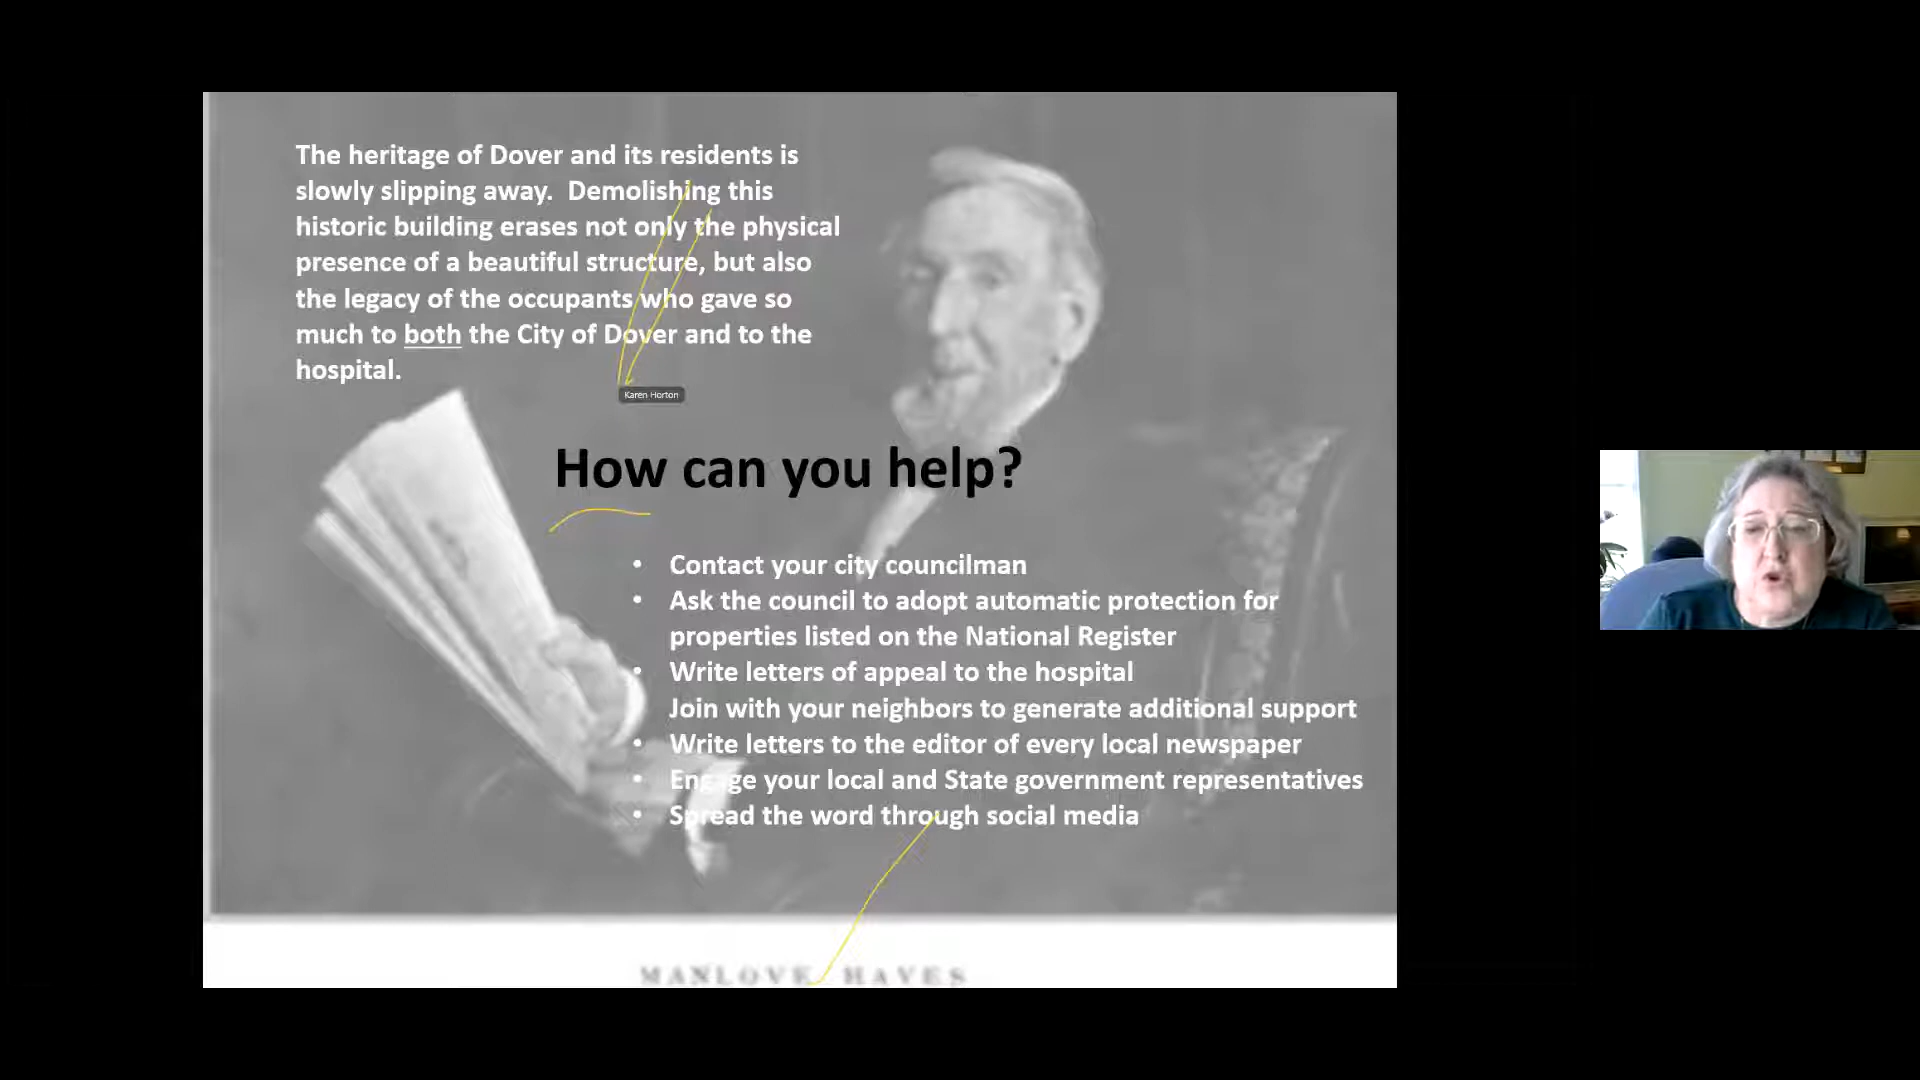 The heritage of Dover and its residents is
slowly slipping away.  Demolishing this
historic building erases not only the physical
presence of a beautiful structure, but also
the legacy of the occupants who gave so
much to both the City of Dover and to the
hospital.
Karen Horton
How can you help?
• Contact your city councilman
• Ask the council to adopt automatic protection for
properties listed on the National Register
• Write letters of appeal to the hospital
Join with your neighbors to generate additional support
• Write letters to the editor of every local newspaper
• Engage your local and State government representatives
• Spread the word through social media
MANLOVE HAYES